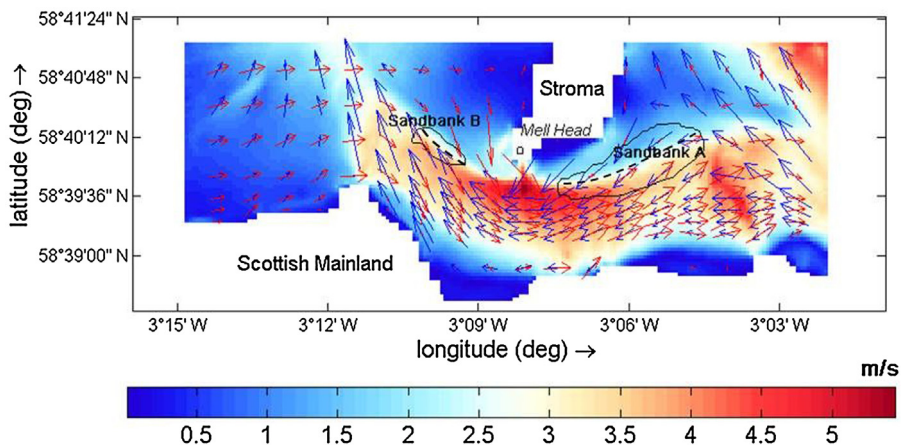 58°41'24" N
58°40'48" N
58°40'12" N
58°39'36" N
58°39'00" N
latitude (deg) →
Stroma
Sandbank B
Mell Head
Sandbank A
Scottish Mainland
3°15'W
3°12'W
3°09'W
3°06'W
3°03'W
longitude (deg) →
m/s
0.5 1 1.5 2 2.5 3 3.5 4 4.5 5